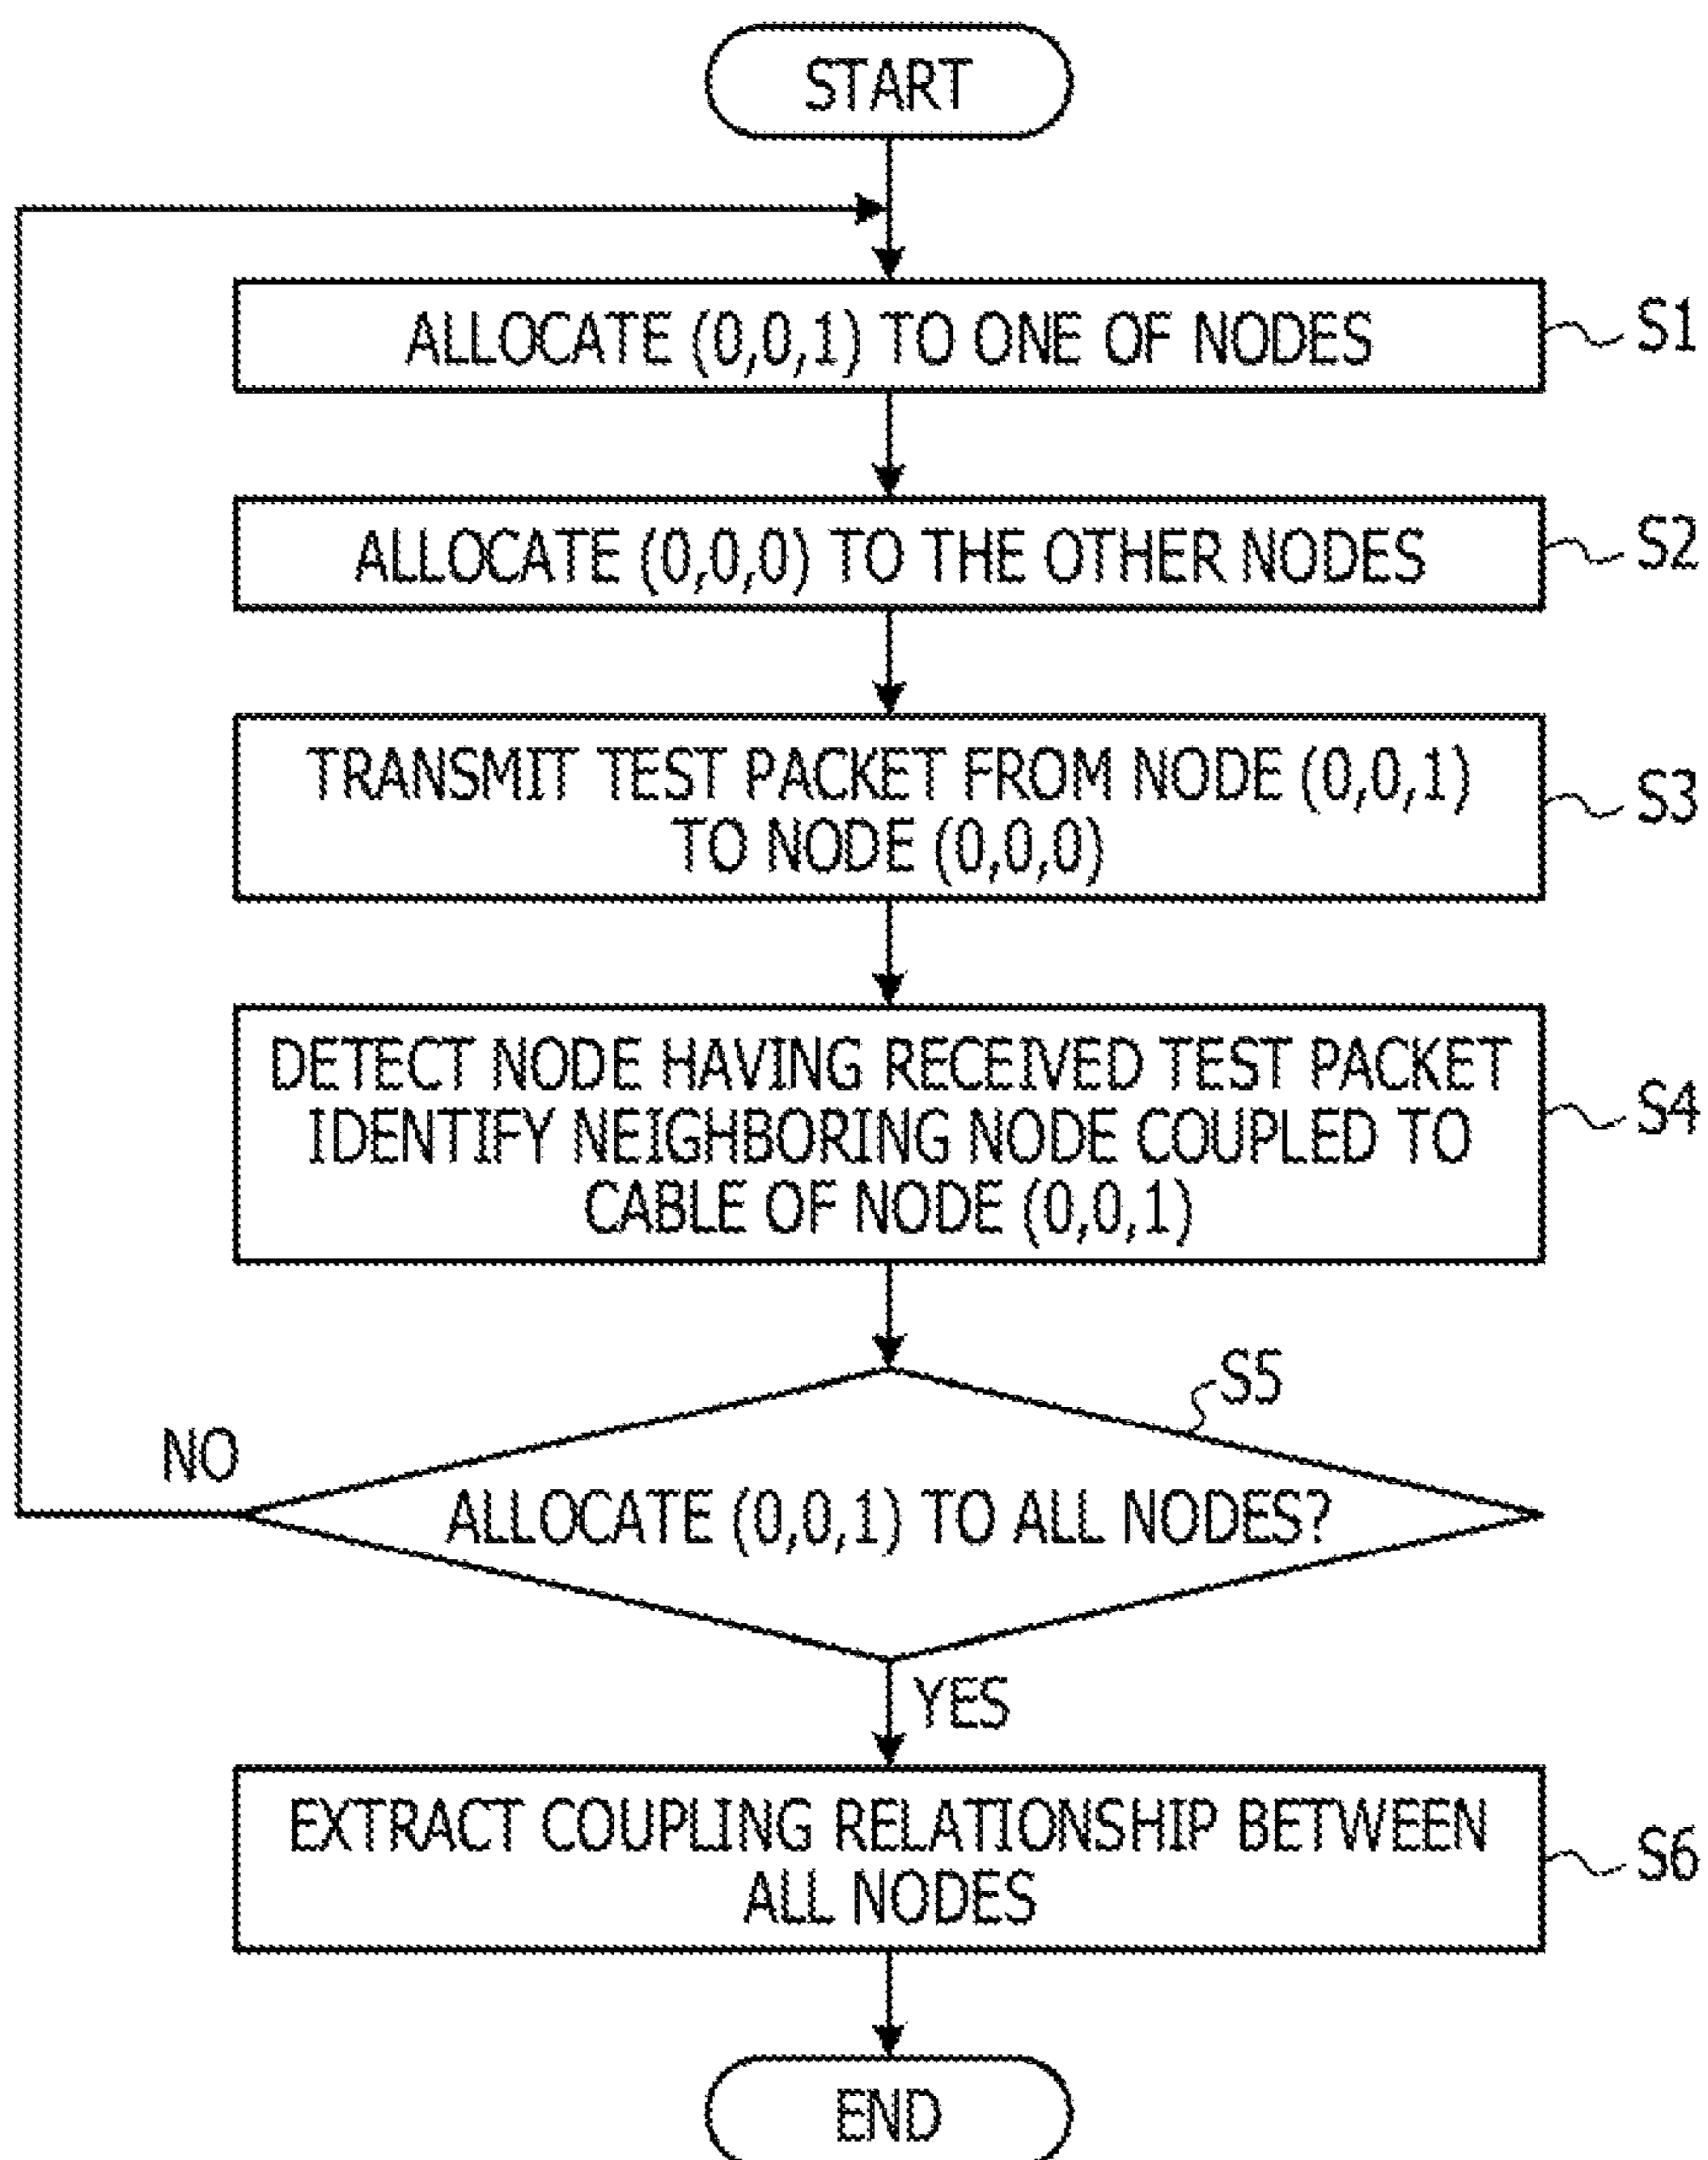 START
ALLOCATE (0,0,1) TO ONE OF NODES
S1
ALLOCATE (0,0,0) TO THE OTHER NODES
S2
TRANSMIT TEST PACKET FROM NODE (0,0,1)
TO NODE (0,0,0)
S3
DETECT NODE HAVING RECEIVED TEST PACKET
IDENTIFY NEIGHBORING NODE COUPLED TO
CABLE OF NODE (0,0,1)
S4
S5
NO
ALLOCATE (0,0,1) TO ALL NODES?
YES
EXTRACT COUPLING RELATIONSHIP BETWEEN
ALL NODES
S6
END